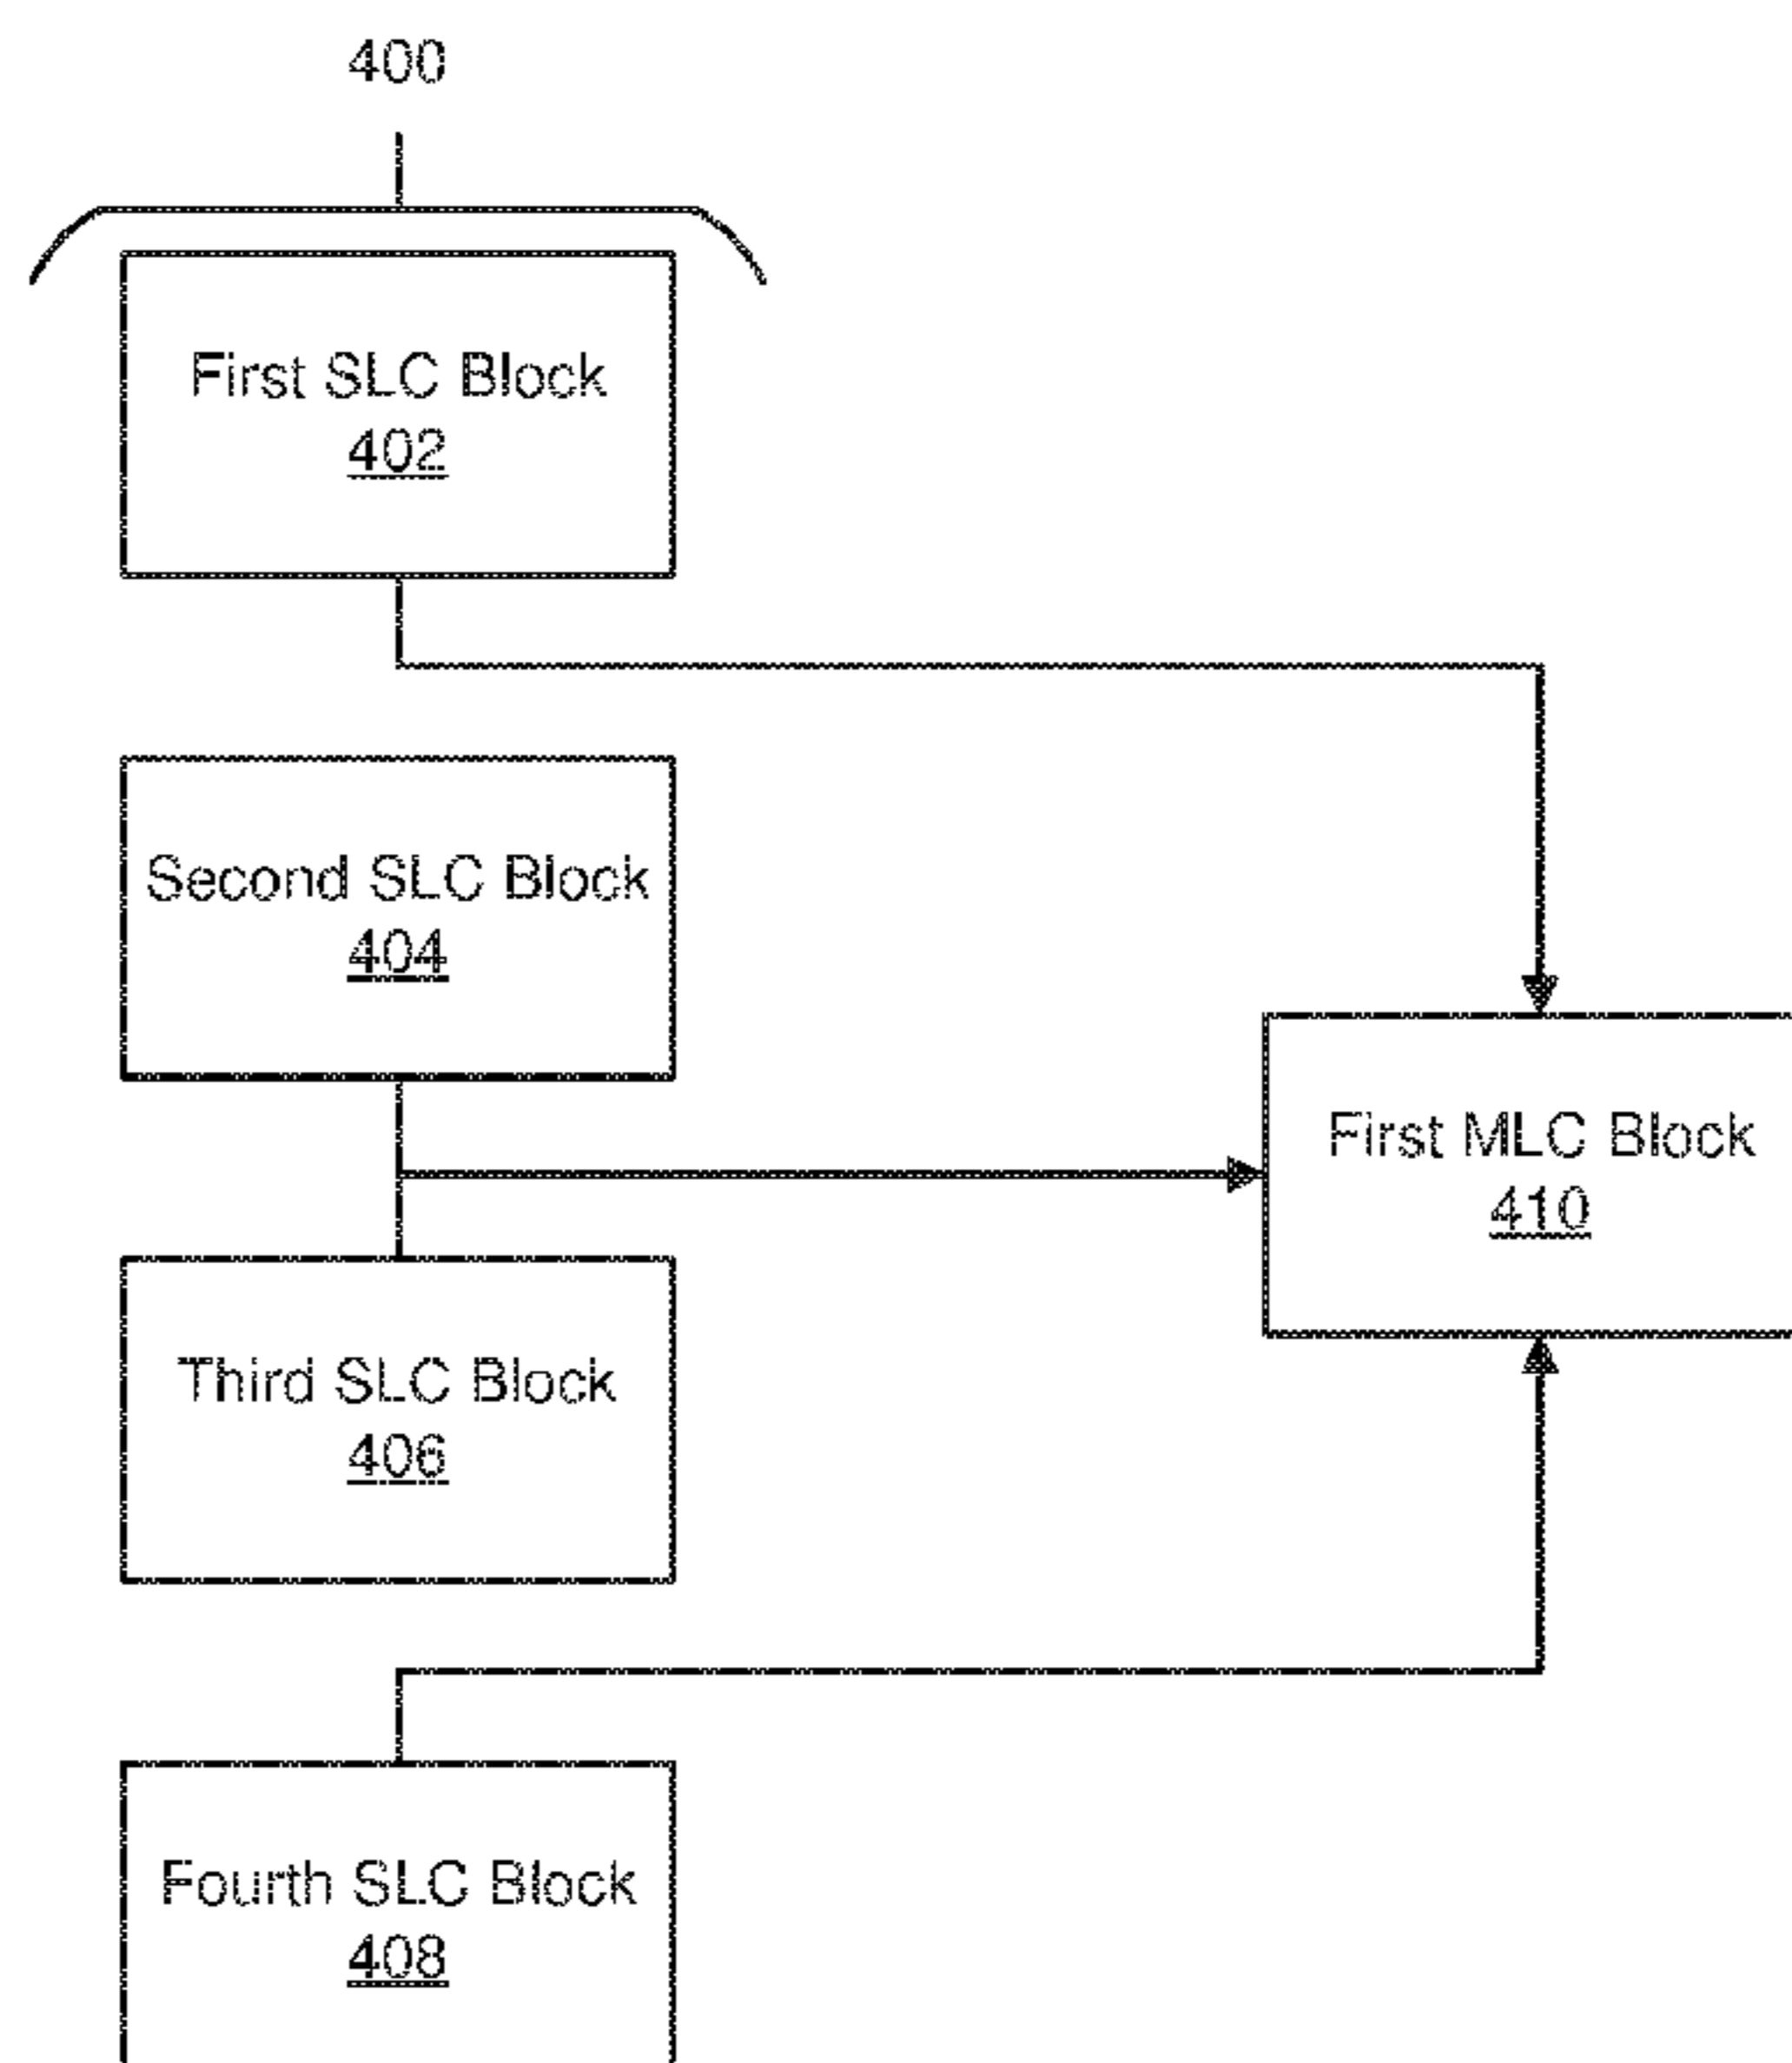 400
First SLC Block
402
Second SLC Block
404
First MLC Block
410
Third SLC Block
406
Fourth SLC Block
408